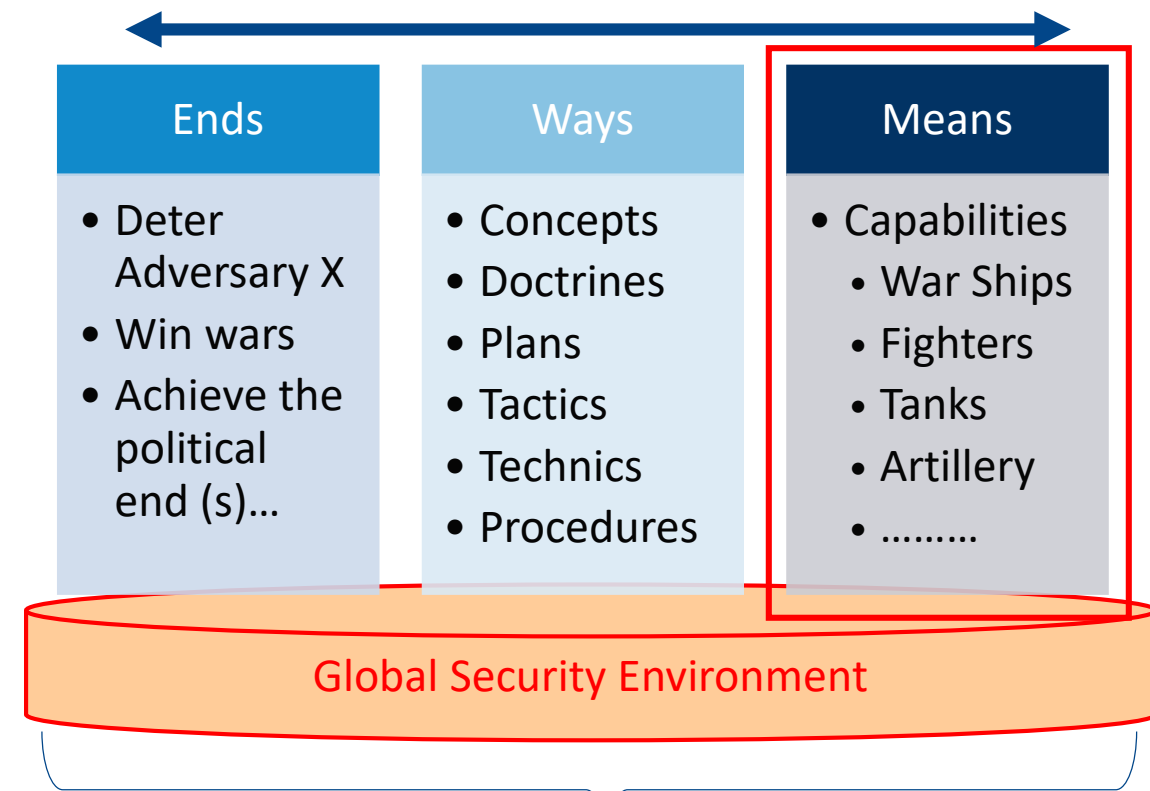 Ends
• Deter
Adversary X
• Win wars
• Achieve the
political
end (s)...
Ways
• Concepts
• Doctrines
• Plans
• Tactics
• Technics
• Procedures
Means
• Capabilities
• War Ships
• Fighters
• Tanks
• Artillery
• .........
Global Security Environment